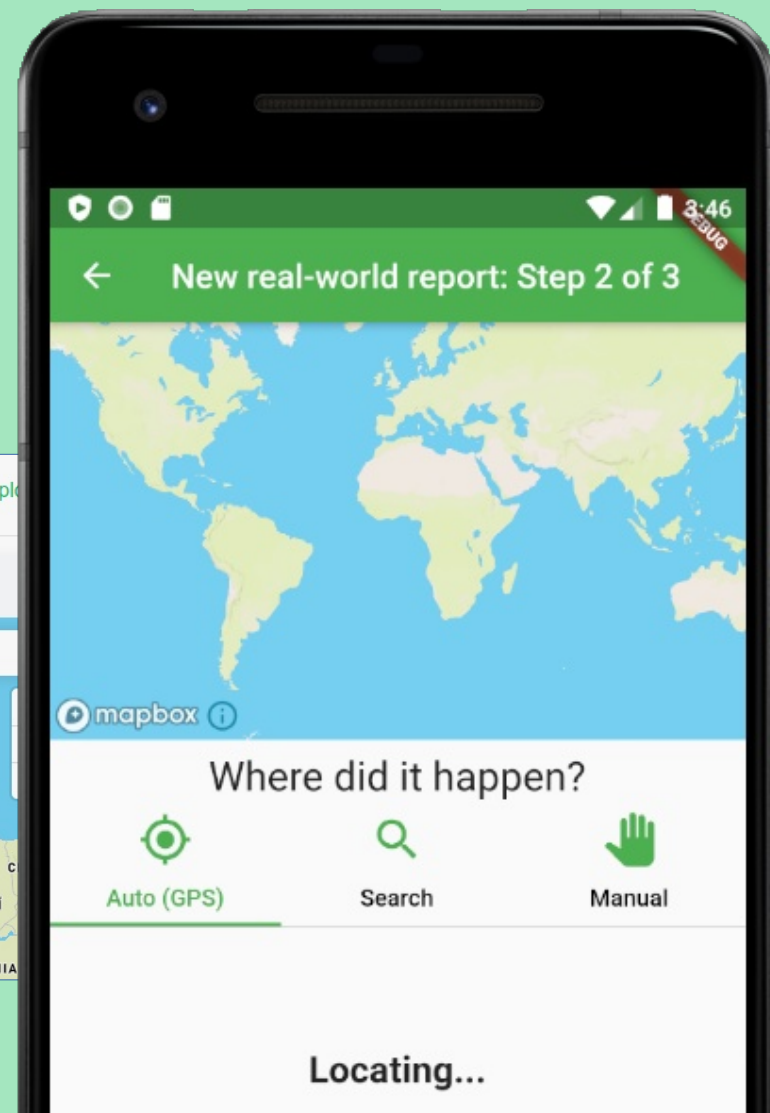 3:46
DEBUG
New real-world report: Step 2 of 3
mapbox
Where did it happen?
Auto (GPS)
Search
Manual
Locating...